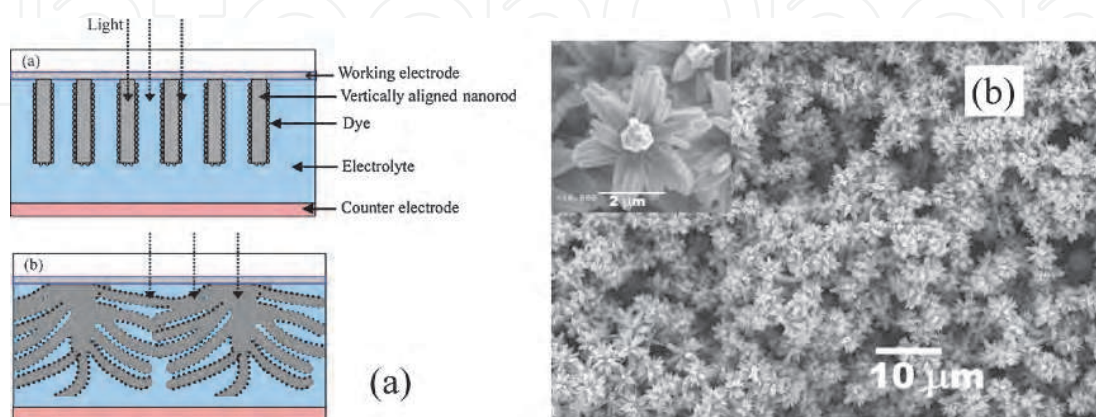 Light
(a)
Working electrode
Vertically aligned nanorod
Dye
Electrolyte
Counter electrode
(b)
(a)
(b)
2 µm
10 µm